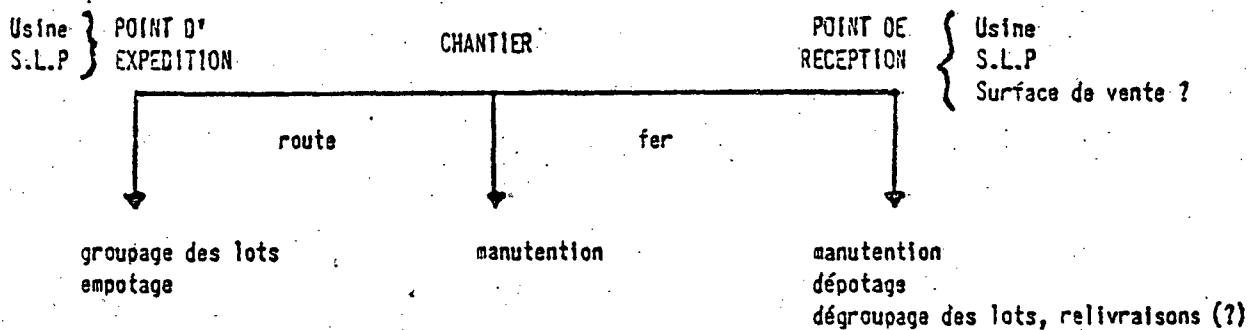 Usine } POINT D' CHANTIER POINT DE { Usine
S.L.P } EXPEDITION RECEPTION { S.L.P
Surface de vente ?
route fer
groupage des lots manutention manutention
empotage dépotage
dégroupage des lots, relivraisons (?)